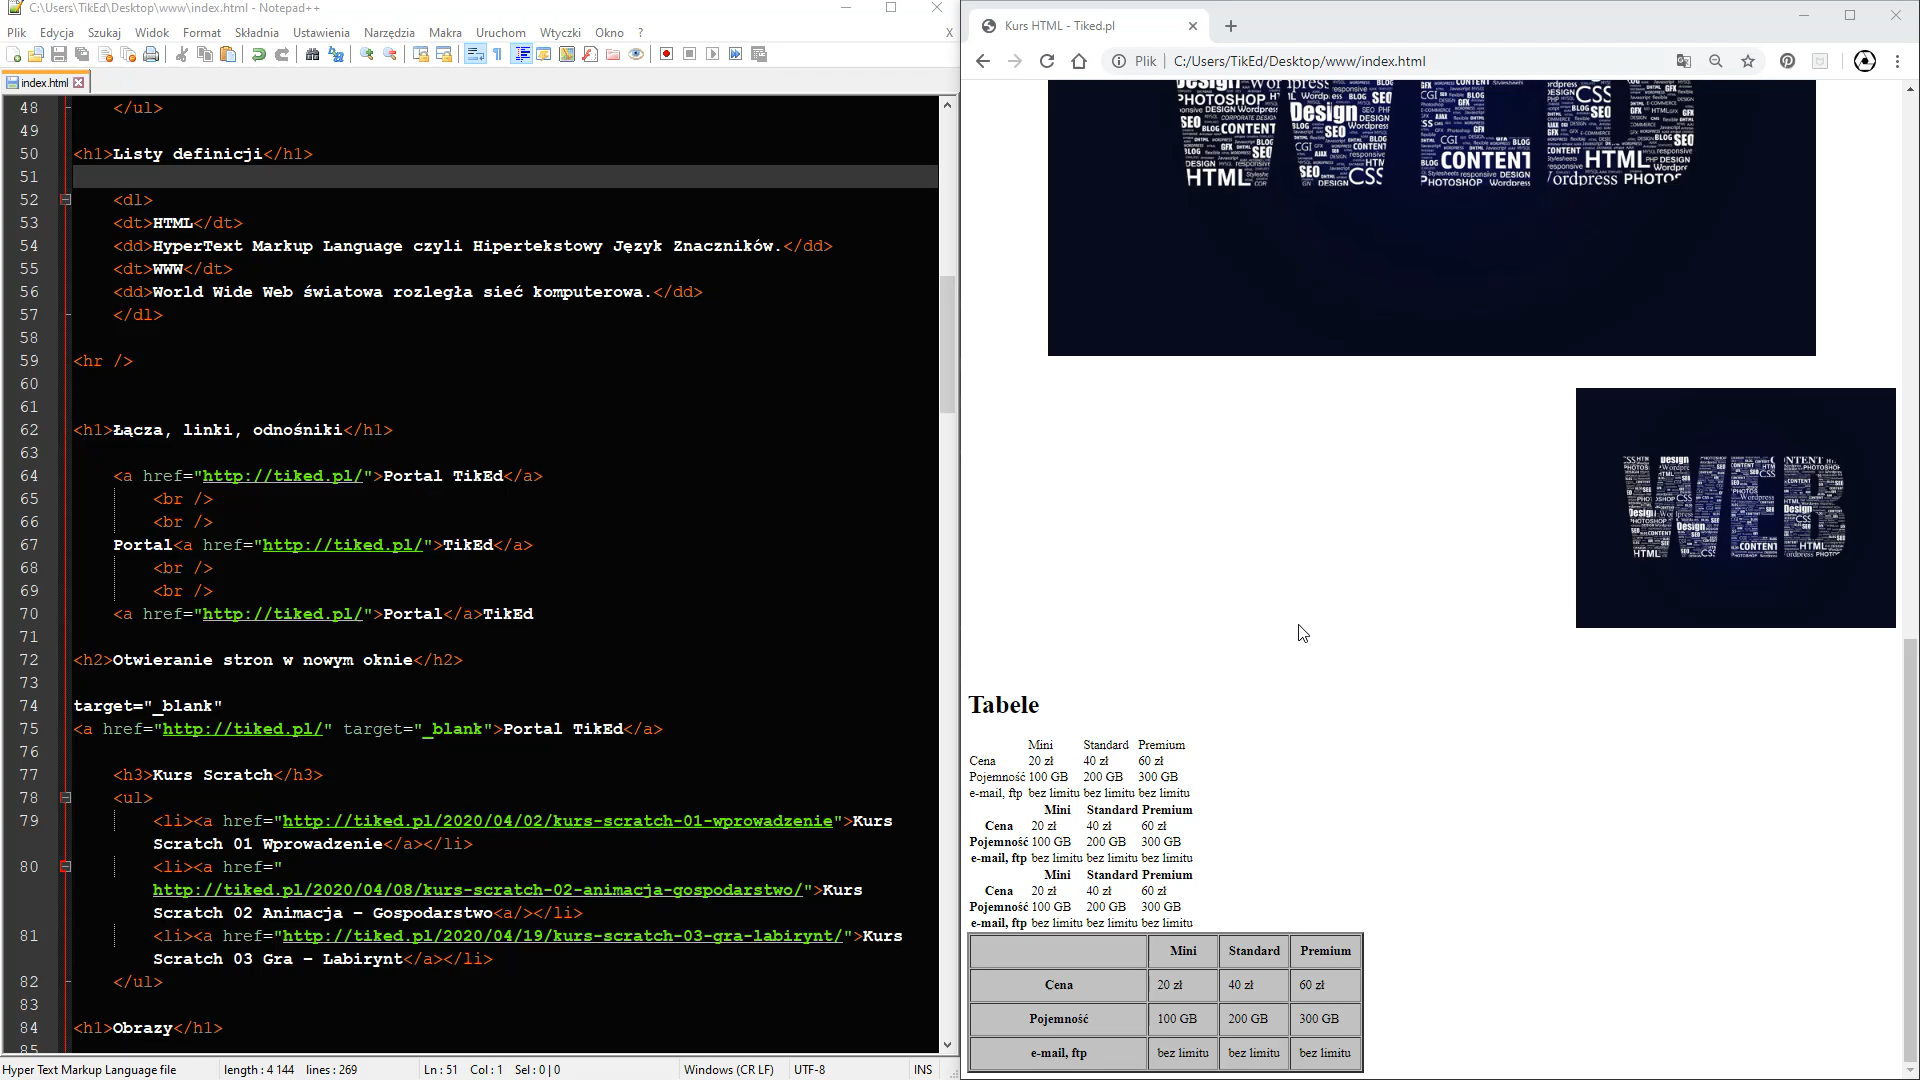 C:\Users\TikEd\Desktop\www\index.html - Notepad++
Plik Edycja Szukaj Widok Format Składnia Ustawienia Narzędzia Makra Uruchom Wtyczki Okno ? X
index.html
48 </ul>
49
50 <h1>Listy definicji</h1>
51
52 <dl>
53 <dt>HTML</dt>
54 <dd>HyperText Markup Language czyli Hipertekstowy Język Znaczników.</dd>
55 <dt>WWW</dt>
56 <dd>World Wide Web światowa rozległa sieć komputerowa.</dd>
57 </dl>
58
59 <hr />
60
61
62 <h1>Łącza, linki, odnośniki</h1>
63
64 <a href="http://tiked.pl/">Portal TikEd</a>
65 <br />
66 <br />
67 Portal<a href="http://tiked.pl/">TikEd</a>
68 <br />
69 <br />
70 <a href="http://tiked.pl/">Portal</a>TikEd
71
72 <h2>Otwieranie stron w nowym oknie</h2>
73
74 target="_blank"
75 <a href="http://tiked.pl/" target="_blank">Portal TikEd</a>
76
77 <h3>Kurs Scratch</h3>
78 <ul>
79 <li><a href="http://tiked.pl/2020/04/02/kurs-scratch-01-wprowadzenie">Kurs
Scratch 01 Wprowadzenie</a></li>
80 <li><a href="
http://tiked.pl/2020/04/08/kurs-scratch-02-animacja-gospodarstwo/">Kurs
Scratch 02 Animacja – Gospodarstwo<a/></li>
81 <li><a href="http://tiked.pl/2020/04/19/kurs-scratch-03-gra-labirynt/">Kurs
Scratch 03 Gra – Labirynt</a></li>
82 </ul>
83
84 <h1>Obrazy</h1>
85
Hyper Text Markup Language file length : 4 144 lines : 269 Ln : 51 Col : 1 Sel : 0 | 0 Windows (CR LF) UTF-8 INS
Kurs HTML - Tiked.pl
Plik | C:/Users/TikEd/Desktop/www/index.html
WEB
Tabele
Mini Standard Premium
Cena 20 zł 40 zł 60 zł
Pojemność 100 GB 200 GB 300 GB
e-mail, ftp bez limitu bez limitu bez limitu
Mini Standard Premium
Cena 20 zł 40 zł 60 zł
Pojemność 100 GB 200 GB 300 GB
e-mail, ftp bez limitu bez limitu bez limitu
Mini Standard Premium
Cena 20 zł 40 zł 60 zł
Pojemność 100 GB 200 GB 300 GB
e-mail, ftp bez limitu bez limitu bez limitu
Mini Standard Premium
Cena 20 zł 40 zł 60 zł
Pojemność 100 GB 200 GB 300 GB
e-mail, ftp bez limitu bez limitu bez limitu